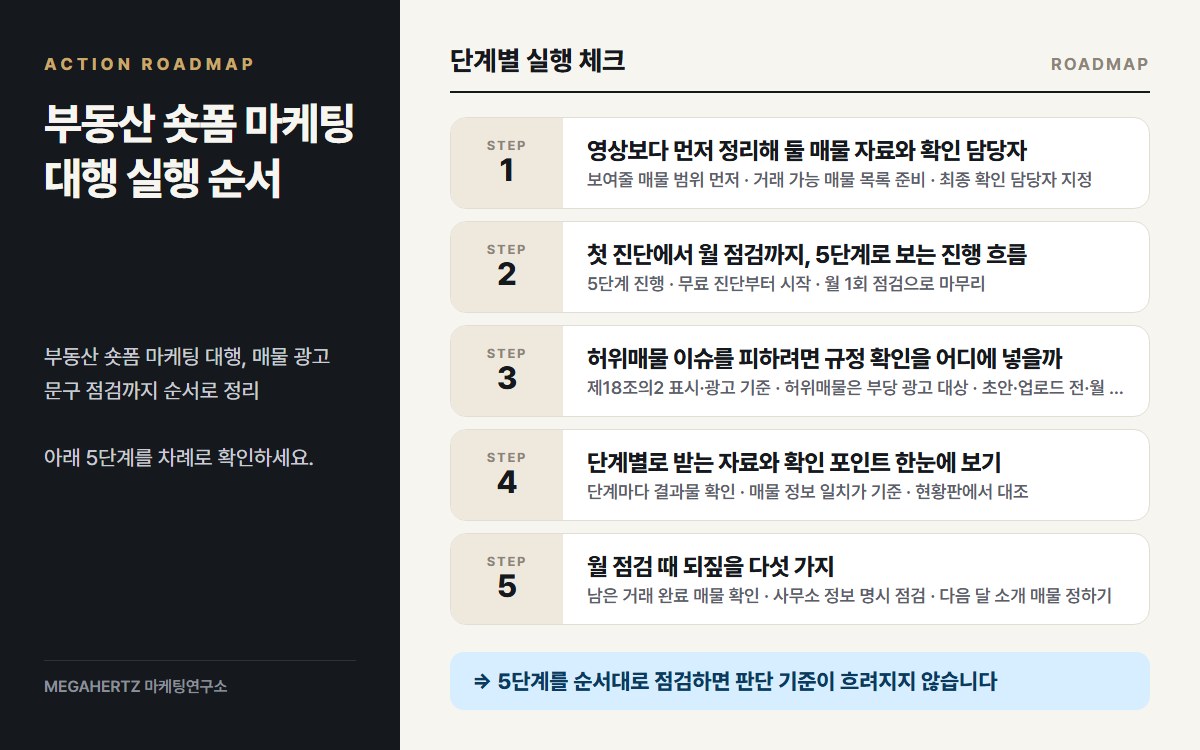 ACTION ROADMAP
부동산 숏폼 마케팅
대행 실행 순서
부동산 숏폼 마케팅 대행, 매물 광고
문구 점검까지 순서로 정리
아래 5단계를 차례로 확인하세요.
MEGAHERTZ 마케팅연구소
단계별 실행 체크
ROADMAP
STEP
1
영상보다 먼저 정리해 둘 매물 자료와 확인 담당자
보여줄 매물 범위 먼저 · 거래 가능 매물 목록 준비 · 최종 확인 담당자 지정
STEP
2
첫 진단에서 월 점검까지, 5단계로 보는 진행 흐름
5단계 진행 · 무료 진단부터 시작 · 월 1회 점검으로 마무리
STEP
3
허위매물 이슈를 피하려면 규정 확인을 어디에 넣을까
제18조의2 표시·광고 기준 · 허위매물은 부당 광고 대상 · 초안·업로드 전·월 ...
STEP
4
단계별로 받는 자료와 확인 포인트 한눈에 보기
단계마다 결과물 확인 · 매물 정보 일치가 기준 · 현황판에서 대조
STEP
5
월 점검 때 되짚을 다섯 가지
남은 거래 완료 매물 확인 · 사무소 정보 명시 점검 · 다음 달 소개 매물 정하기
⇒ 5단계를 순서대로 점검하면 판단 기준이 흐려지지 않습니다